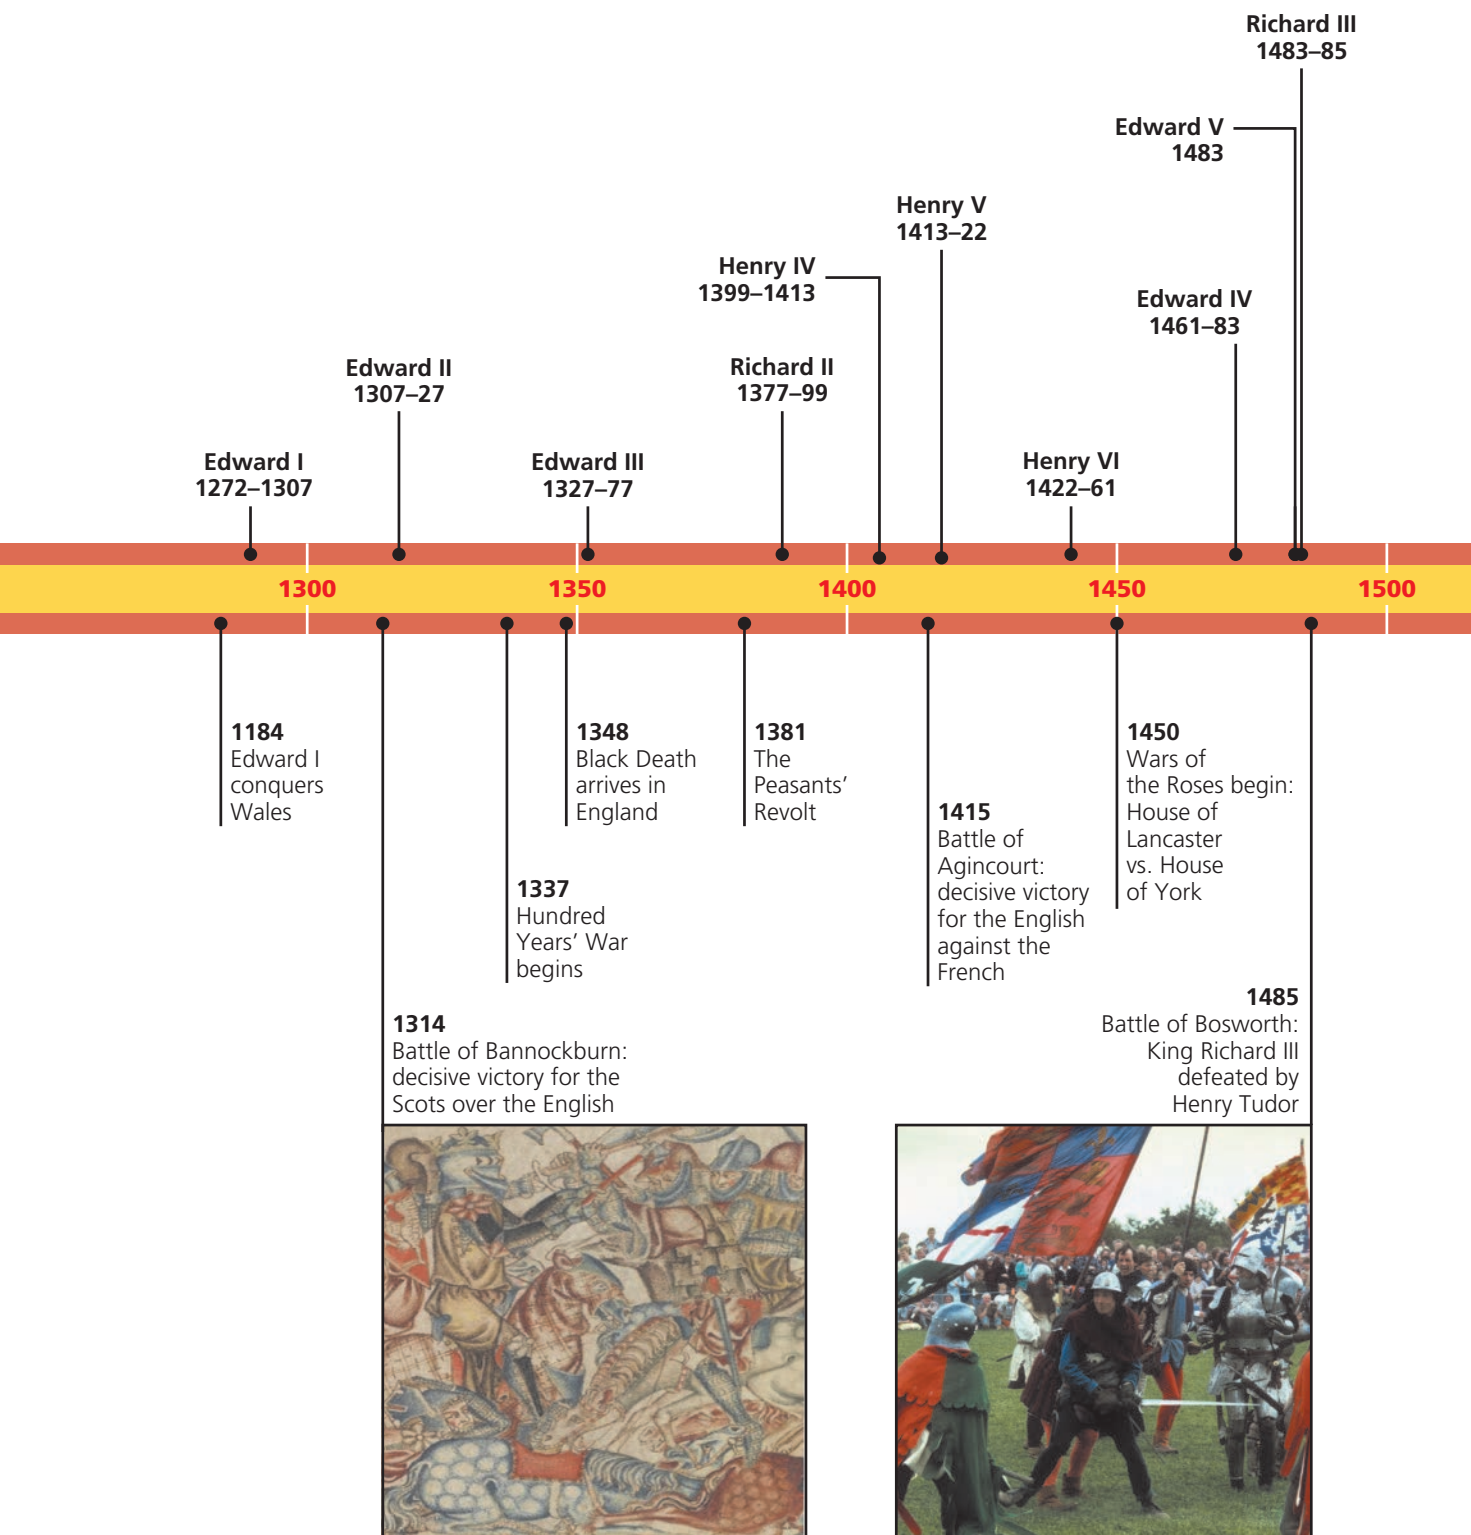 Richard III
1483–85
Edward V
1483
Henry V
1413–22
Henry IV
1399–1413
Edward IV
1461–83
Edward II
1307–27
Richard II
1377–99
Edward I
1272–1307
Edward III
1327–77
Henry VI
1422–61
1300
1350
1400
1450
1500
1184
Edward I
conquers
Wales
1348
Black Death
arrives in
England
1381
The
Peasants’
Revolt
1450
Wars of
the Roses begin:
House of
Lancaster
vs. House
of York
1415
Battle of
Agincourt:
decisive victory
for the English
against the
French
1337
Hundred
Years’ War
begins
1485
Battle of Bosworth:
King Richard III
defeated by
Henry Tudor
1314
Battle of Bannockburn:
decisive victory for the
Scots over the English